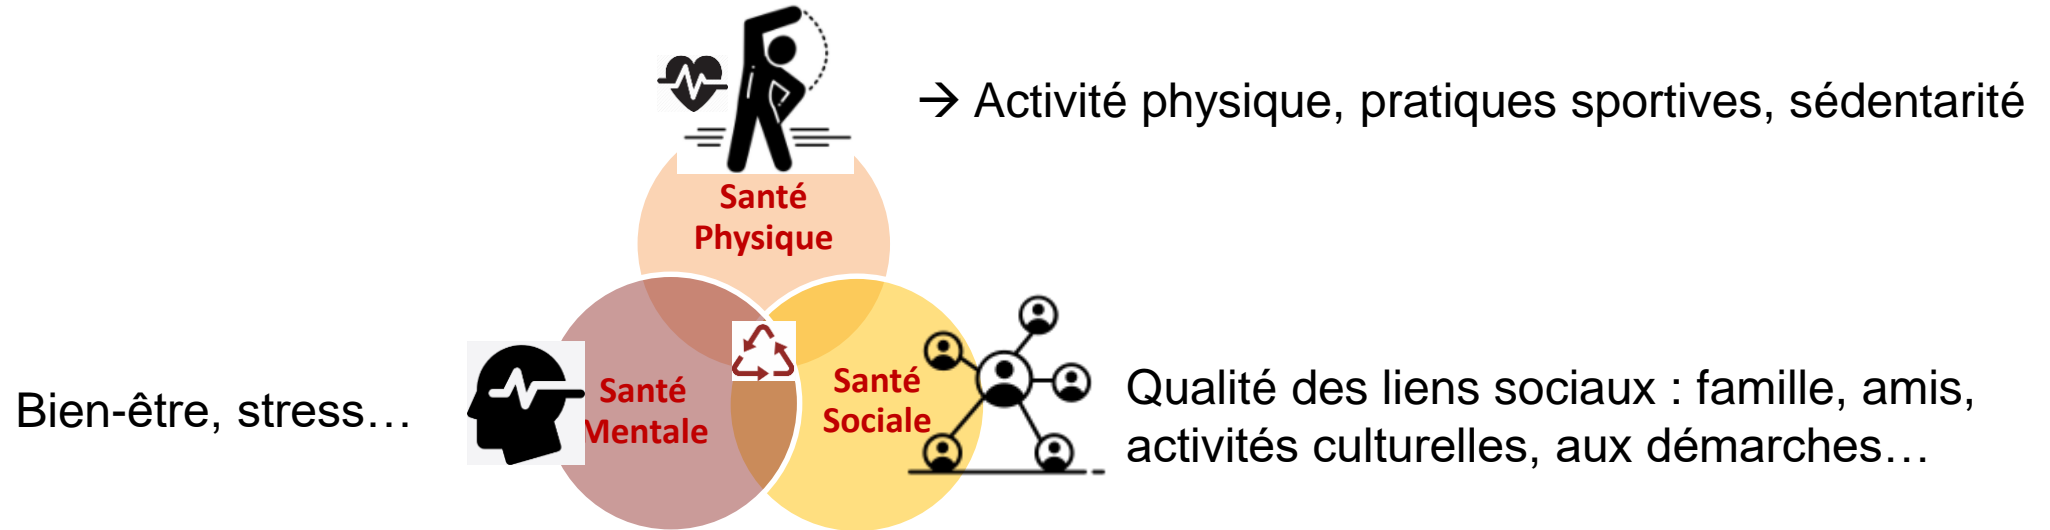 → Activité physique, pratiques sportives, sédentarité
Santé
Physique
Bien-être, stress…
Santé
Mentale
Santé
Sociale
Qualité des liens sociaux : famille, amis,
activités culturelles, aux démarches…